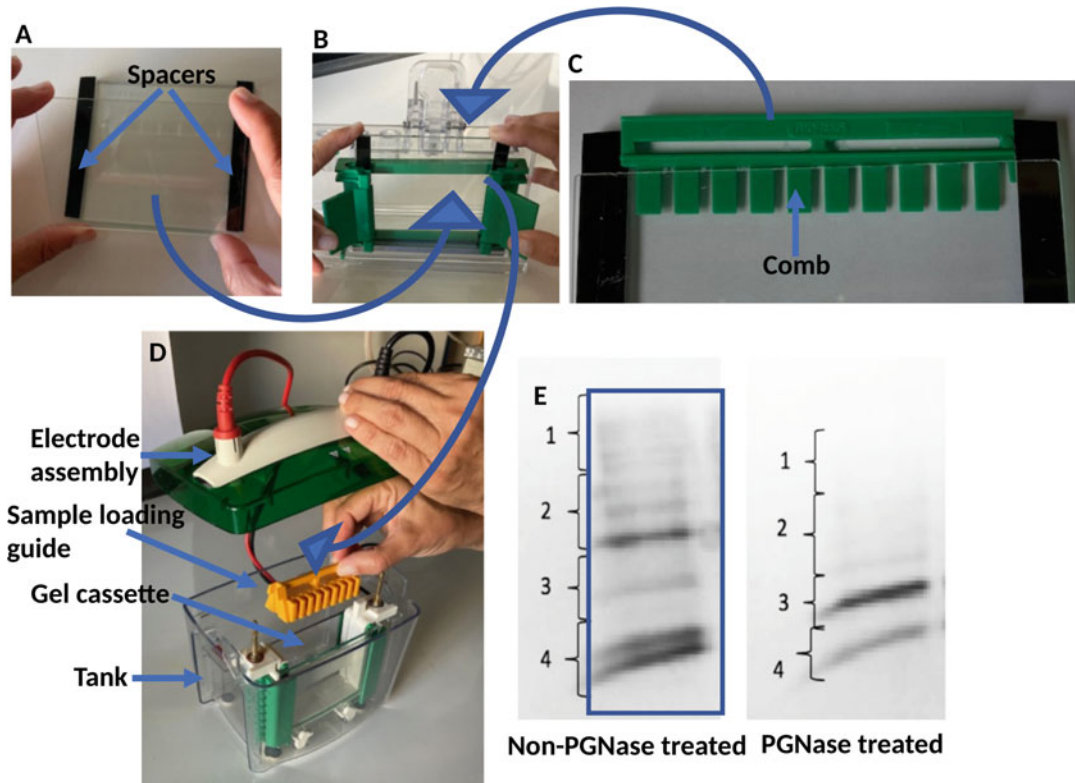 A
Spacers
B
C
Comb
D
Electrode
assembly
Sample loading
guide
Gel cassette
Tank
E
1
2
3
4
1
2
3
4
Non-PGNase treated
PGNase treated